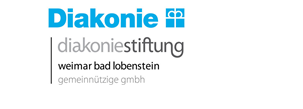 Diakonie
diakoniestiftung
weimar bad lobenstein
gemeinnützige gmbh